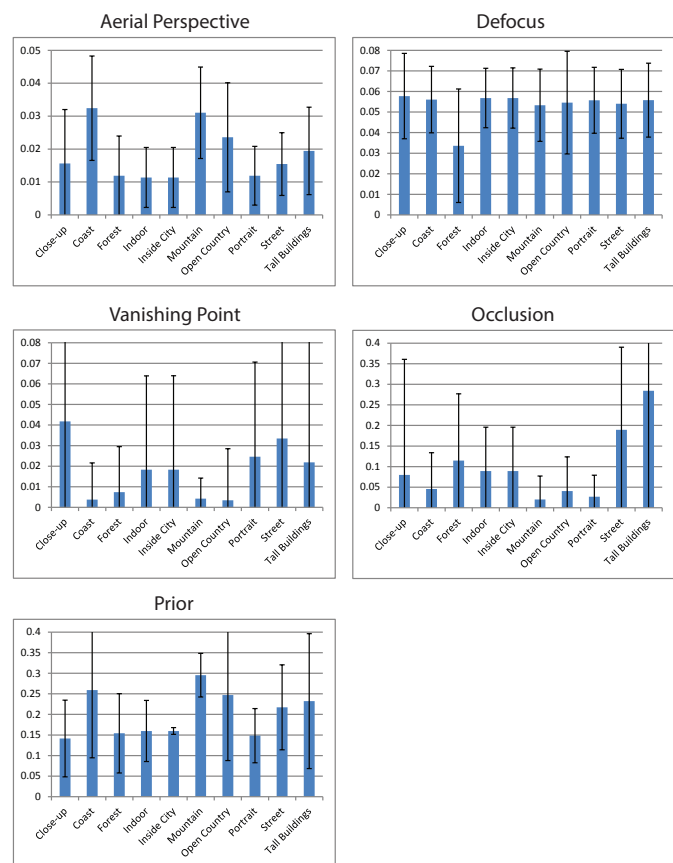 Aerial Perspective
0.05
0.04
0.03
0.02
0.01
0
Close-up
Coast
Forest
Indoor
Inside City
Mountain
Open Country
Portrait
Street
Tall Buildings
Defocus
0.08
0.07
0.06
0.05
0.04
0.03
0.02
0.01
0
Close-up
Coast
Forest
Indoor
Inside City
Mountain
Open Country
Portrait
Street
Tall Buildings
Vanishing Point
0.08
0.07
0.06
0.05
0.04
0.03
0.02
0.01
0
Close-up
Coast
Forest
Indoor
Inside City
Mountain
Open Country
Portrait
Street
Tall Buildings
Occlusion
0.4
0.35
0.3
0.25
0.2
0.15
0.1
0.05
0
Close-up
Coast
Forest
Indoor
Inside City
Mountain
Open Country
Portrait
Street
Tall Buildings
Prior
0.4
0.35
0.3
0.25
0.2
0.15
0.1
0.05
0
Close-up
Coast
Forest
Indoor
Inside City
Mountain
Open Country
Portrait
Street
Tall Buildings